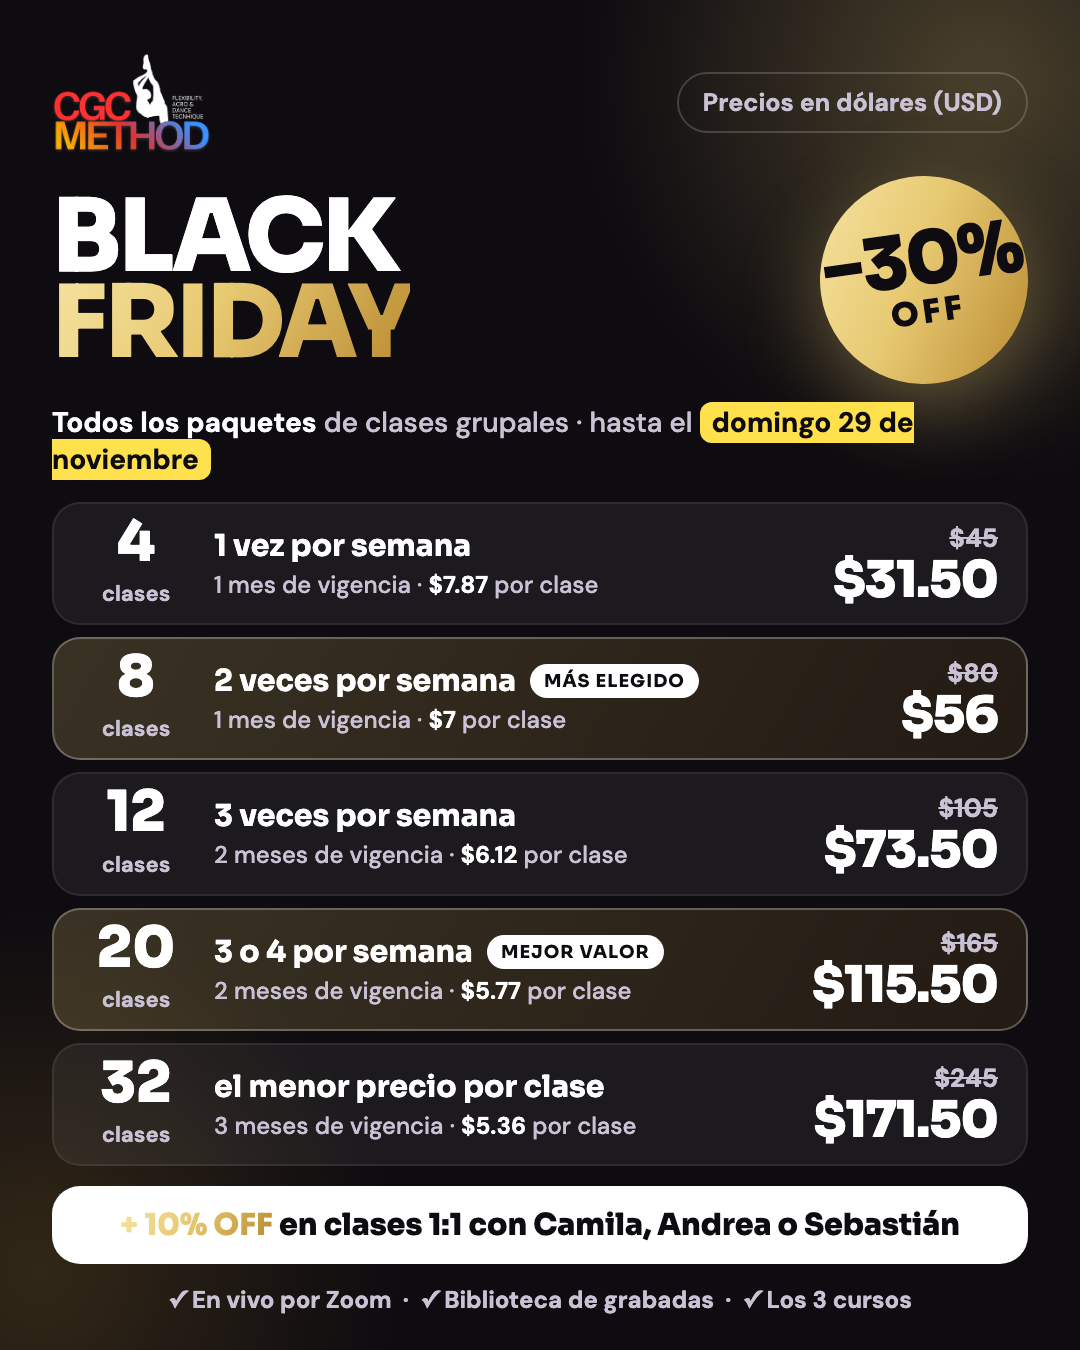 CGC
METHOD
FLEXIBILITY,
ACRO &
DANCE
TECNHIQUE
Precios en dólares (USD)
BLACK
FRIDAY
–30%
OFF
Todos los paquetes de clases grupales · hasta el domingo 29 de
noviembre
4
clases
1 vez por semana
1 mes de vigencia · $7.87 por clase
$45
$31.50
8
clases
2 veces por semana MÁS ELEGIDO
1 mes de vigencia · $7 por clase
$80
$56
12
clases
3 veces por semana
2 meses de vigencia · $6.12 por clase
$105
$73.50
20
clases
3 o 4 por semana MEJOR VALOR
2 meses de vigencia · $5.77 por clase
$165
$115.50
32
clases
el menor precio por clase
3 meses de vigencia · $5.36 por clase
$245
$171.50
+ 10% OFF en clases 1:1 con Camila, Andrea o Sebastián
✓En vivo por Zoom · ✓Biblioteca de grabadas · ✓Los 3 cursos